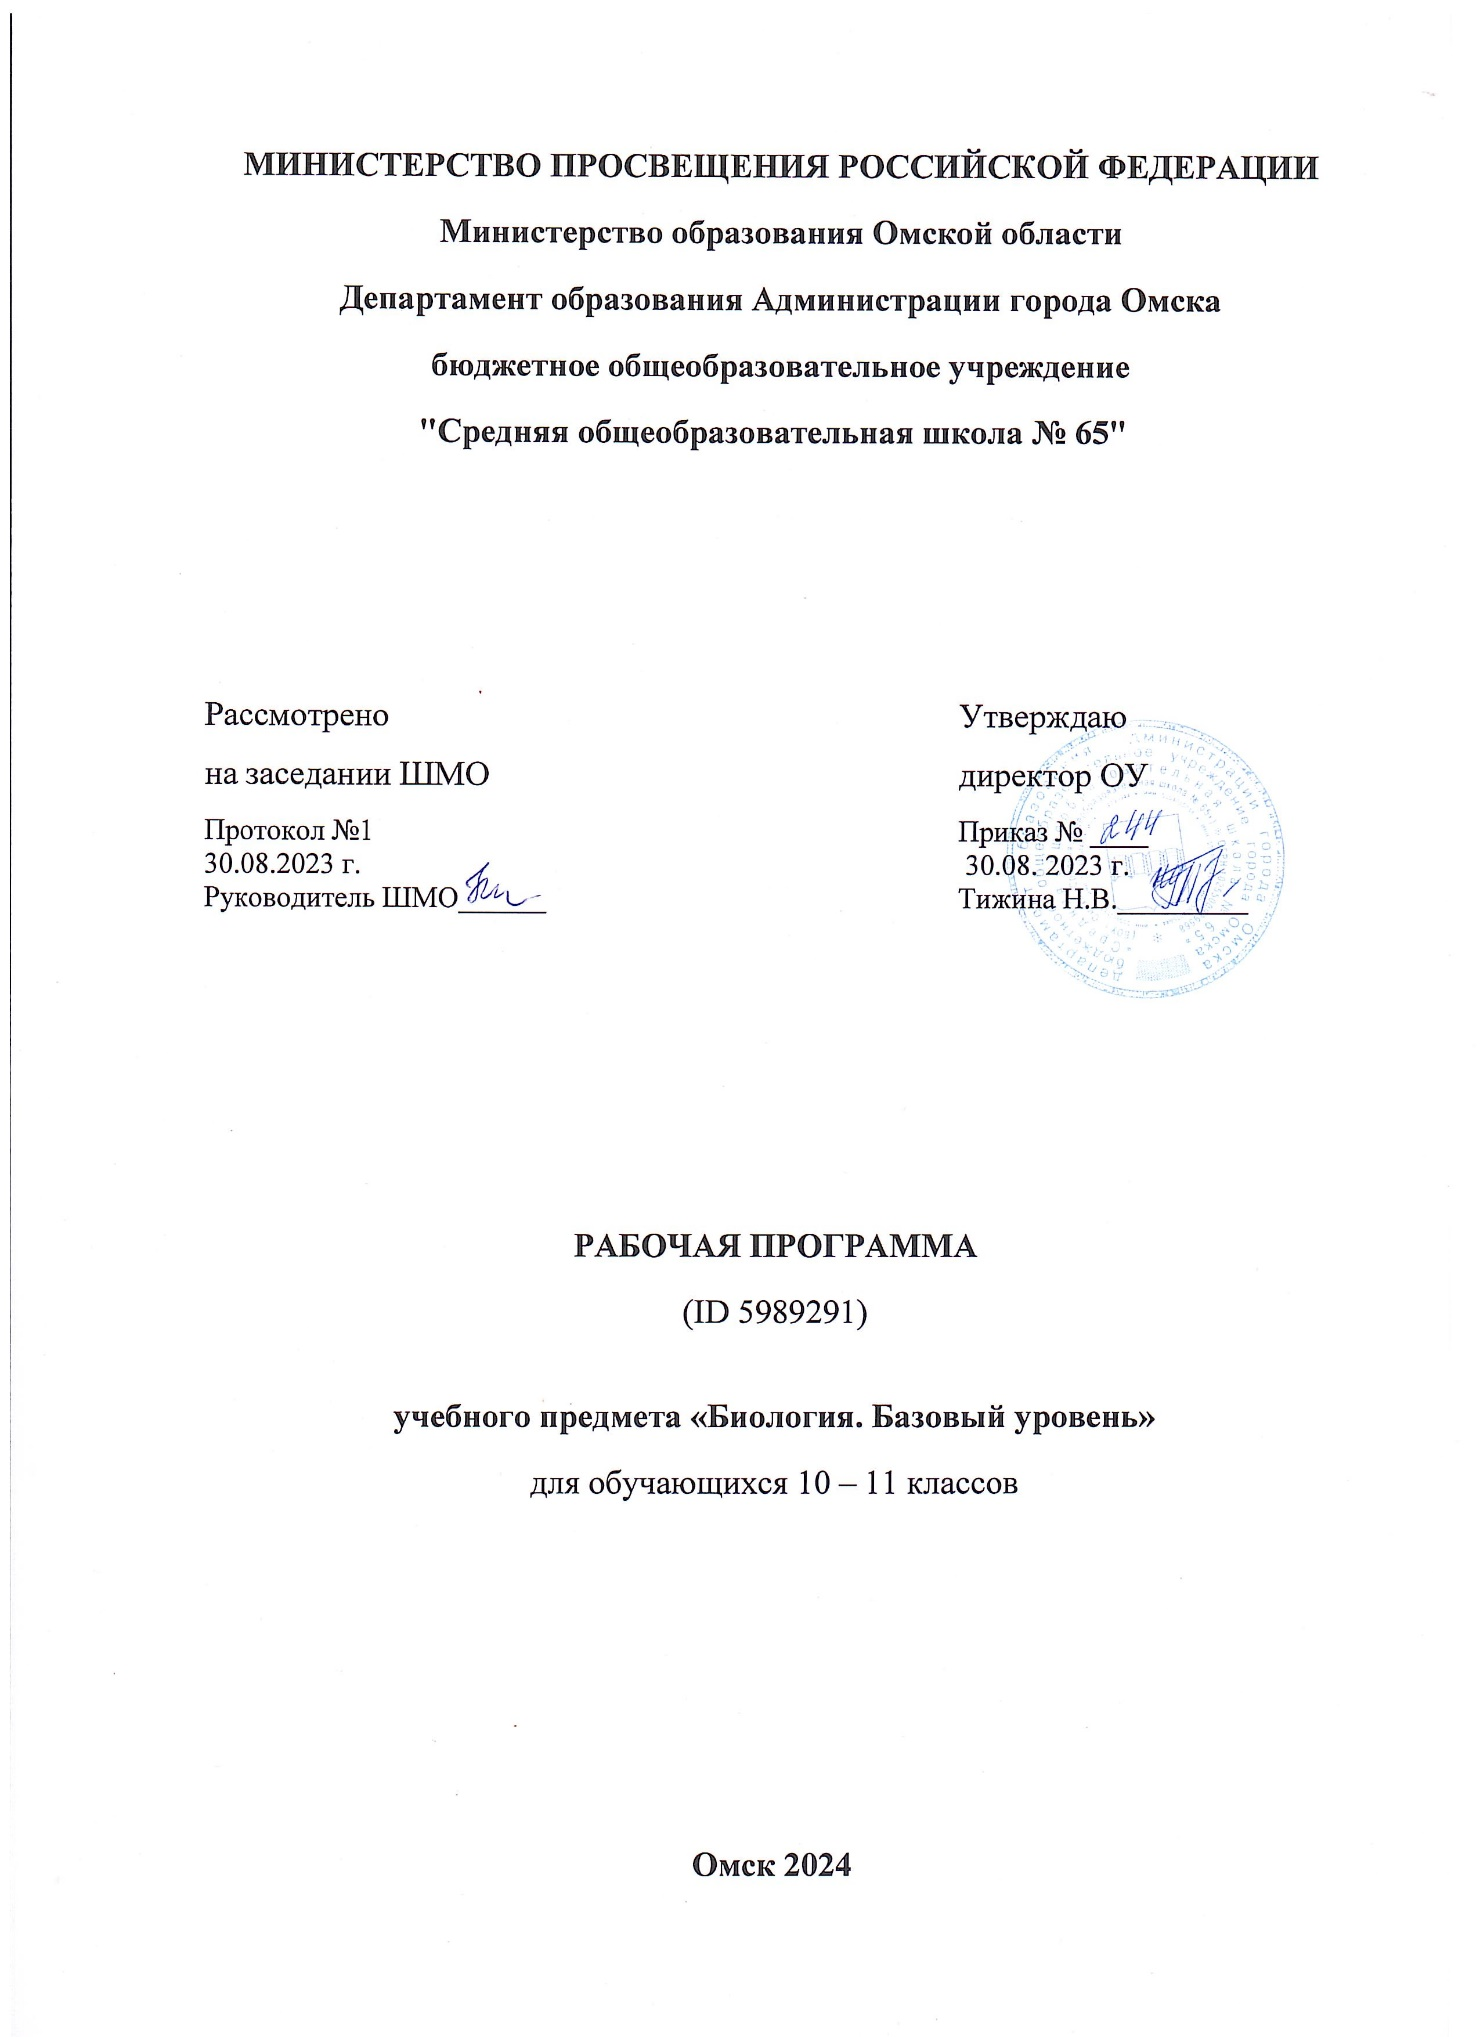 МИНИСТЕРСТВО ПРОСВЕЩЕНИЯ РОССИЙСКОЙ ФЕДЕРАЦИИ
Министерство образования Омской области
Департамент образования Администрации города Омска
бюджетное общеобразовательное учреждение
"Средняя общеобразовательная школа № 65"
Рассмотрено
на заседании ШМО
Протокол №1
30.08.2023 г.
Руководитель ШМО
Утверждаю
директор ОУ
Приказ № 244
30.08. 2023 г.
Тижина Н.В.
РАБОЧАЯ ПРОГРАММА
(ID 5989291)
учебного предмета «Биология. Базовый уровень»
для обучающихся 10 – 11 классов
Омск 2024